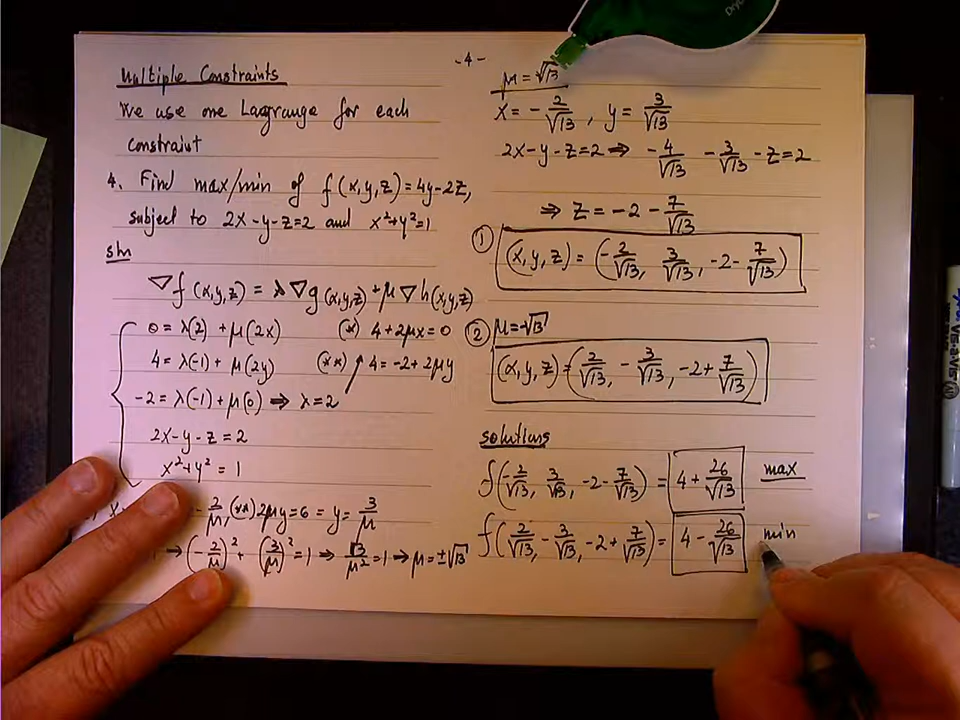 -4-
Multiple Constraints
We use one Lagrange for each
constraint
4. Find max/min of f(x,y,z)=4y-2z,
subject to 2x-y-z=2 and x²+y²=1
sln
∇f(x,y,z) = λ∇g(x,y,z) + μ∇h(x,y,z)
0 = λ(2) + μ(2x) (*) 4+2μx=0
4 = λ(-1) + μ(2y) (**) 4=-2+2μy
-2 = λ(-1)+μ(0) ⇒ λ=2
2x-y-z=2
x²+y² = 1
-2/μ, (**) 2μy=6 = y= 3/μ
→ (-2/μ)² + (3/μ)² =1 ⇒ 13/μ² =1 → μ=±√13
μ=√13
x= -2/√13 , y= 3/√13
2x-y-z=2 ⇒ -4/√13 -3/√13 -z=2
⇒ z = -2 - 7/√13
① (x,y,z) = (-2/√13, 3/√13, -2-7/√13)
② μ=-√13
(x,y,z) = (2/√13, -3/√13, -2+7/√13)
solutions
f(-2/√13, 3/√13, -2-7/√13) = 4+26/√13 max
f(2/√13, -3/√13, -2+7/√13) = 4-26/√13 min